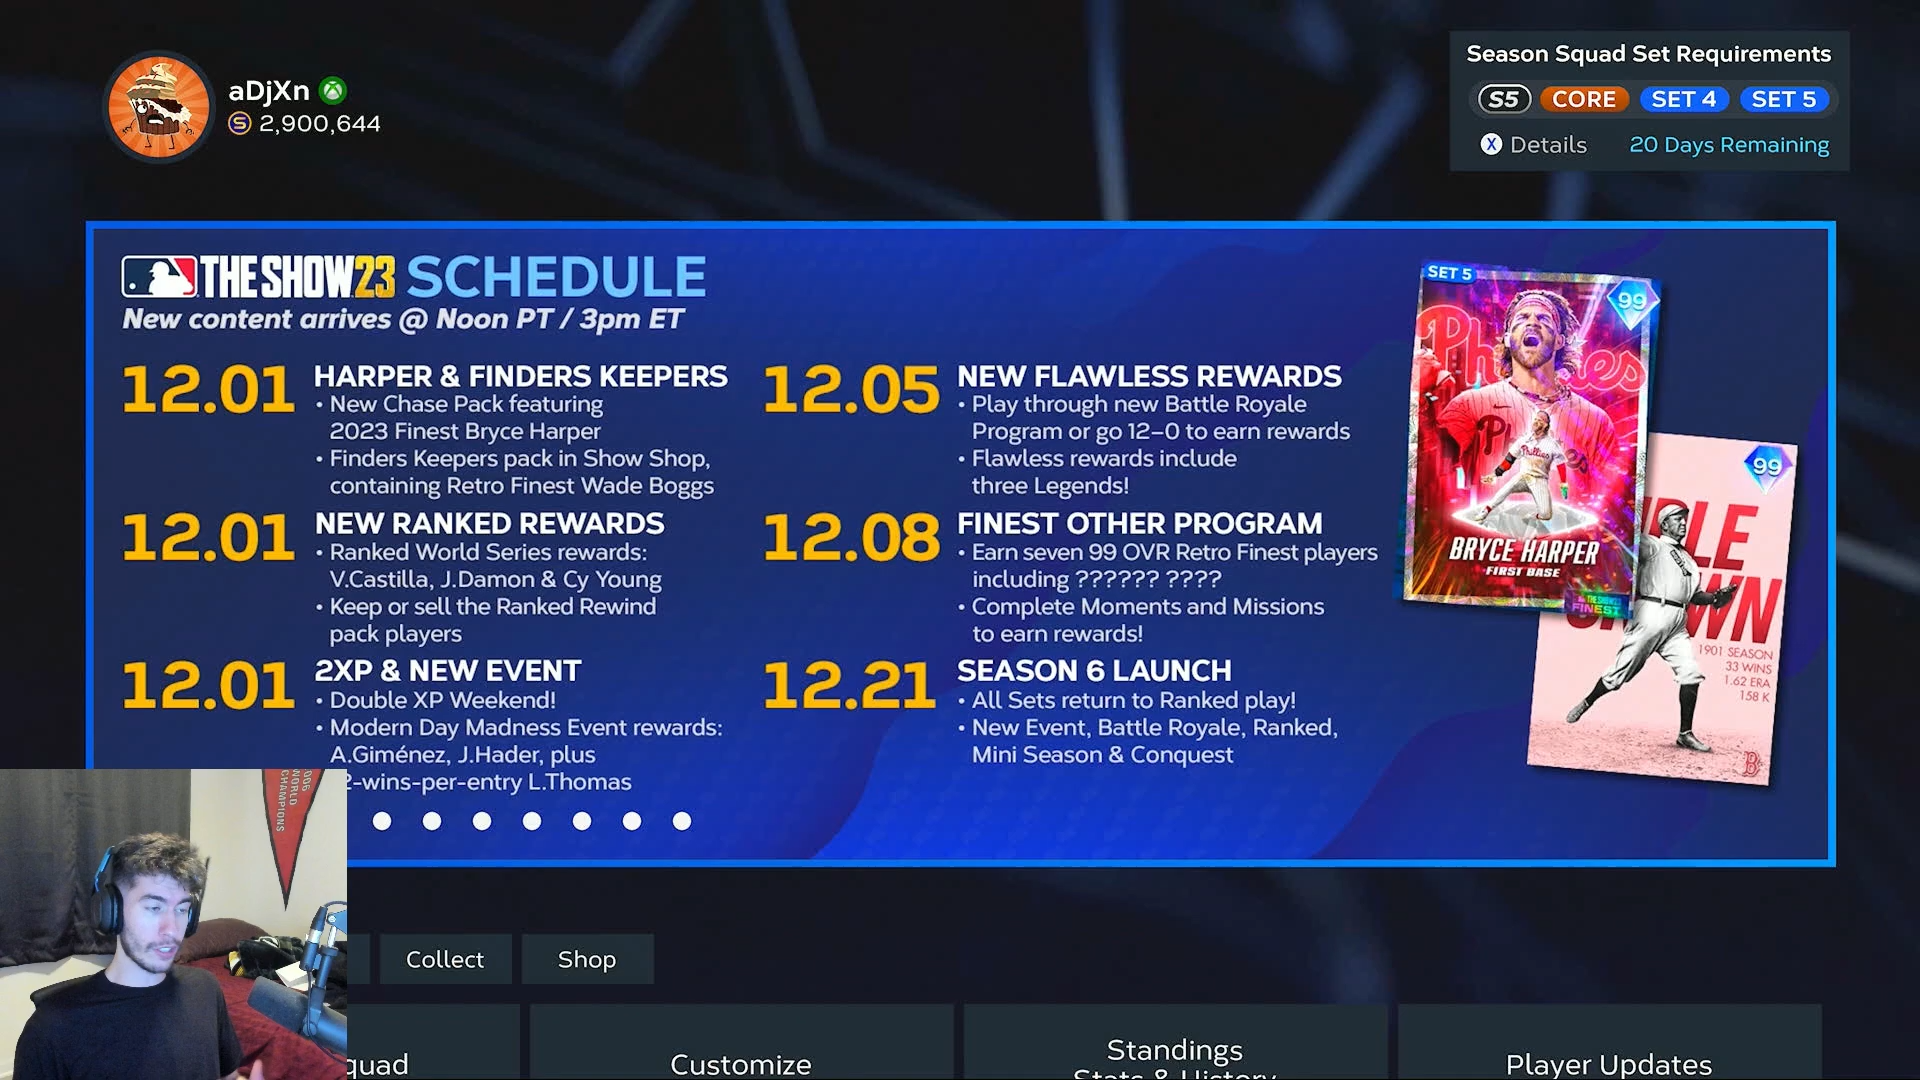 aDjXn
2,900,644
Season Squad Set Requirements
S5 CORE SET 4 SET 5
X Details 20 Days Remaining
THE SHOW 23 SCHEDULE
New content arrives @ Noon PT / 3pm ET
12.01 HARPER & FINDERS KEEPERS
• New Chase Pack featuring
2023 Finest Bryce Harper
• Finders Keepers pack in Show Shop,
containing Retro Finest Wade Boggs
12.01 NEW RANKED REWARDS
• Ranked World Series rewards:
V.Castilla, J.Damon & Cy Young
• Keep or sell the Ranked Rewind
pack players
12.01 2XP & NEW EVENT
• Double XP Weekend!
• Modern Day Madness Event rewards:
A.Giménez, J.Hader, plus
2-wins-per-entry L.Thomas
12.05 NEW FLAWLESS REWARDS
• Play through new Battle Royale
Program or go 12–0 to earn rewards
• Flawless rewards include
three Legends!
12.08 FINEST OTHER PROGRAM
• Earn seven 99 OVR Retro Finest players
including ?????? ????
• Complete Moments and Missions
to earn rewards!
12.21 SEASON 6 LAUNCH
• All Sets return to Ranked play!
• New Event, Battle Royale, Ranked,
Mini Season & Conquest
SET 5
99
Phillies
BRYCE HARPER
FIRST BASE
THE SHOW 23
FINEST
99
1901 SEASON
33 WINS
1.62 ERA
158 K
B
WORLD
CHAMPIONS
Collect
Shop
quad
Customize
Standings
Stats & History
Player Updates